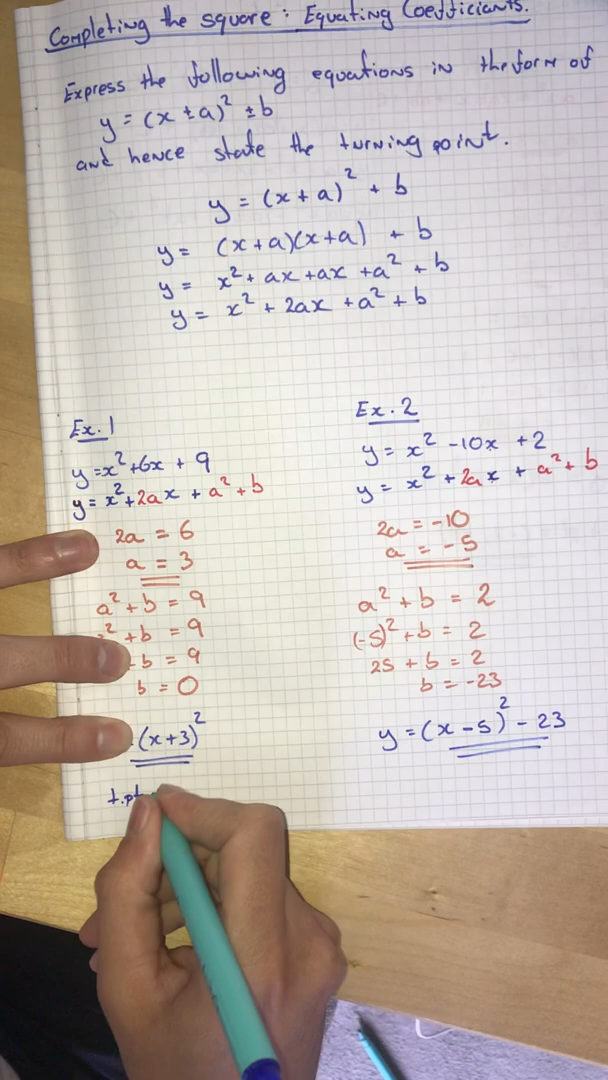 Completing the square : Equating Coefficients.
Express the following equations in the form of
y = (x ± a)² ± b
and hence state the turning point.
y = (x + a)² + b
y = (x+a)(x+a) + b
y = x² + ax + ax + a² + b
y = x² + 2ax + a² + b
Ex. 1
y = x² + 6x + 9
y = x² + 2ax + a² + b
2a = 6
a = 3
a² + b = 9
² + b = 9
+ b = 9
b = 0
(x+3)²
t.pt
Ex. 2
y = x² - 10x + 2
y = x² + 2ax + a² + b
2a = -10
a = -5
a² + b = 2
(-5)² + b = 2
25 + b = 2
b = -23
y = (x - 5)² - 23